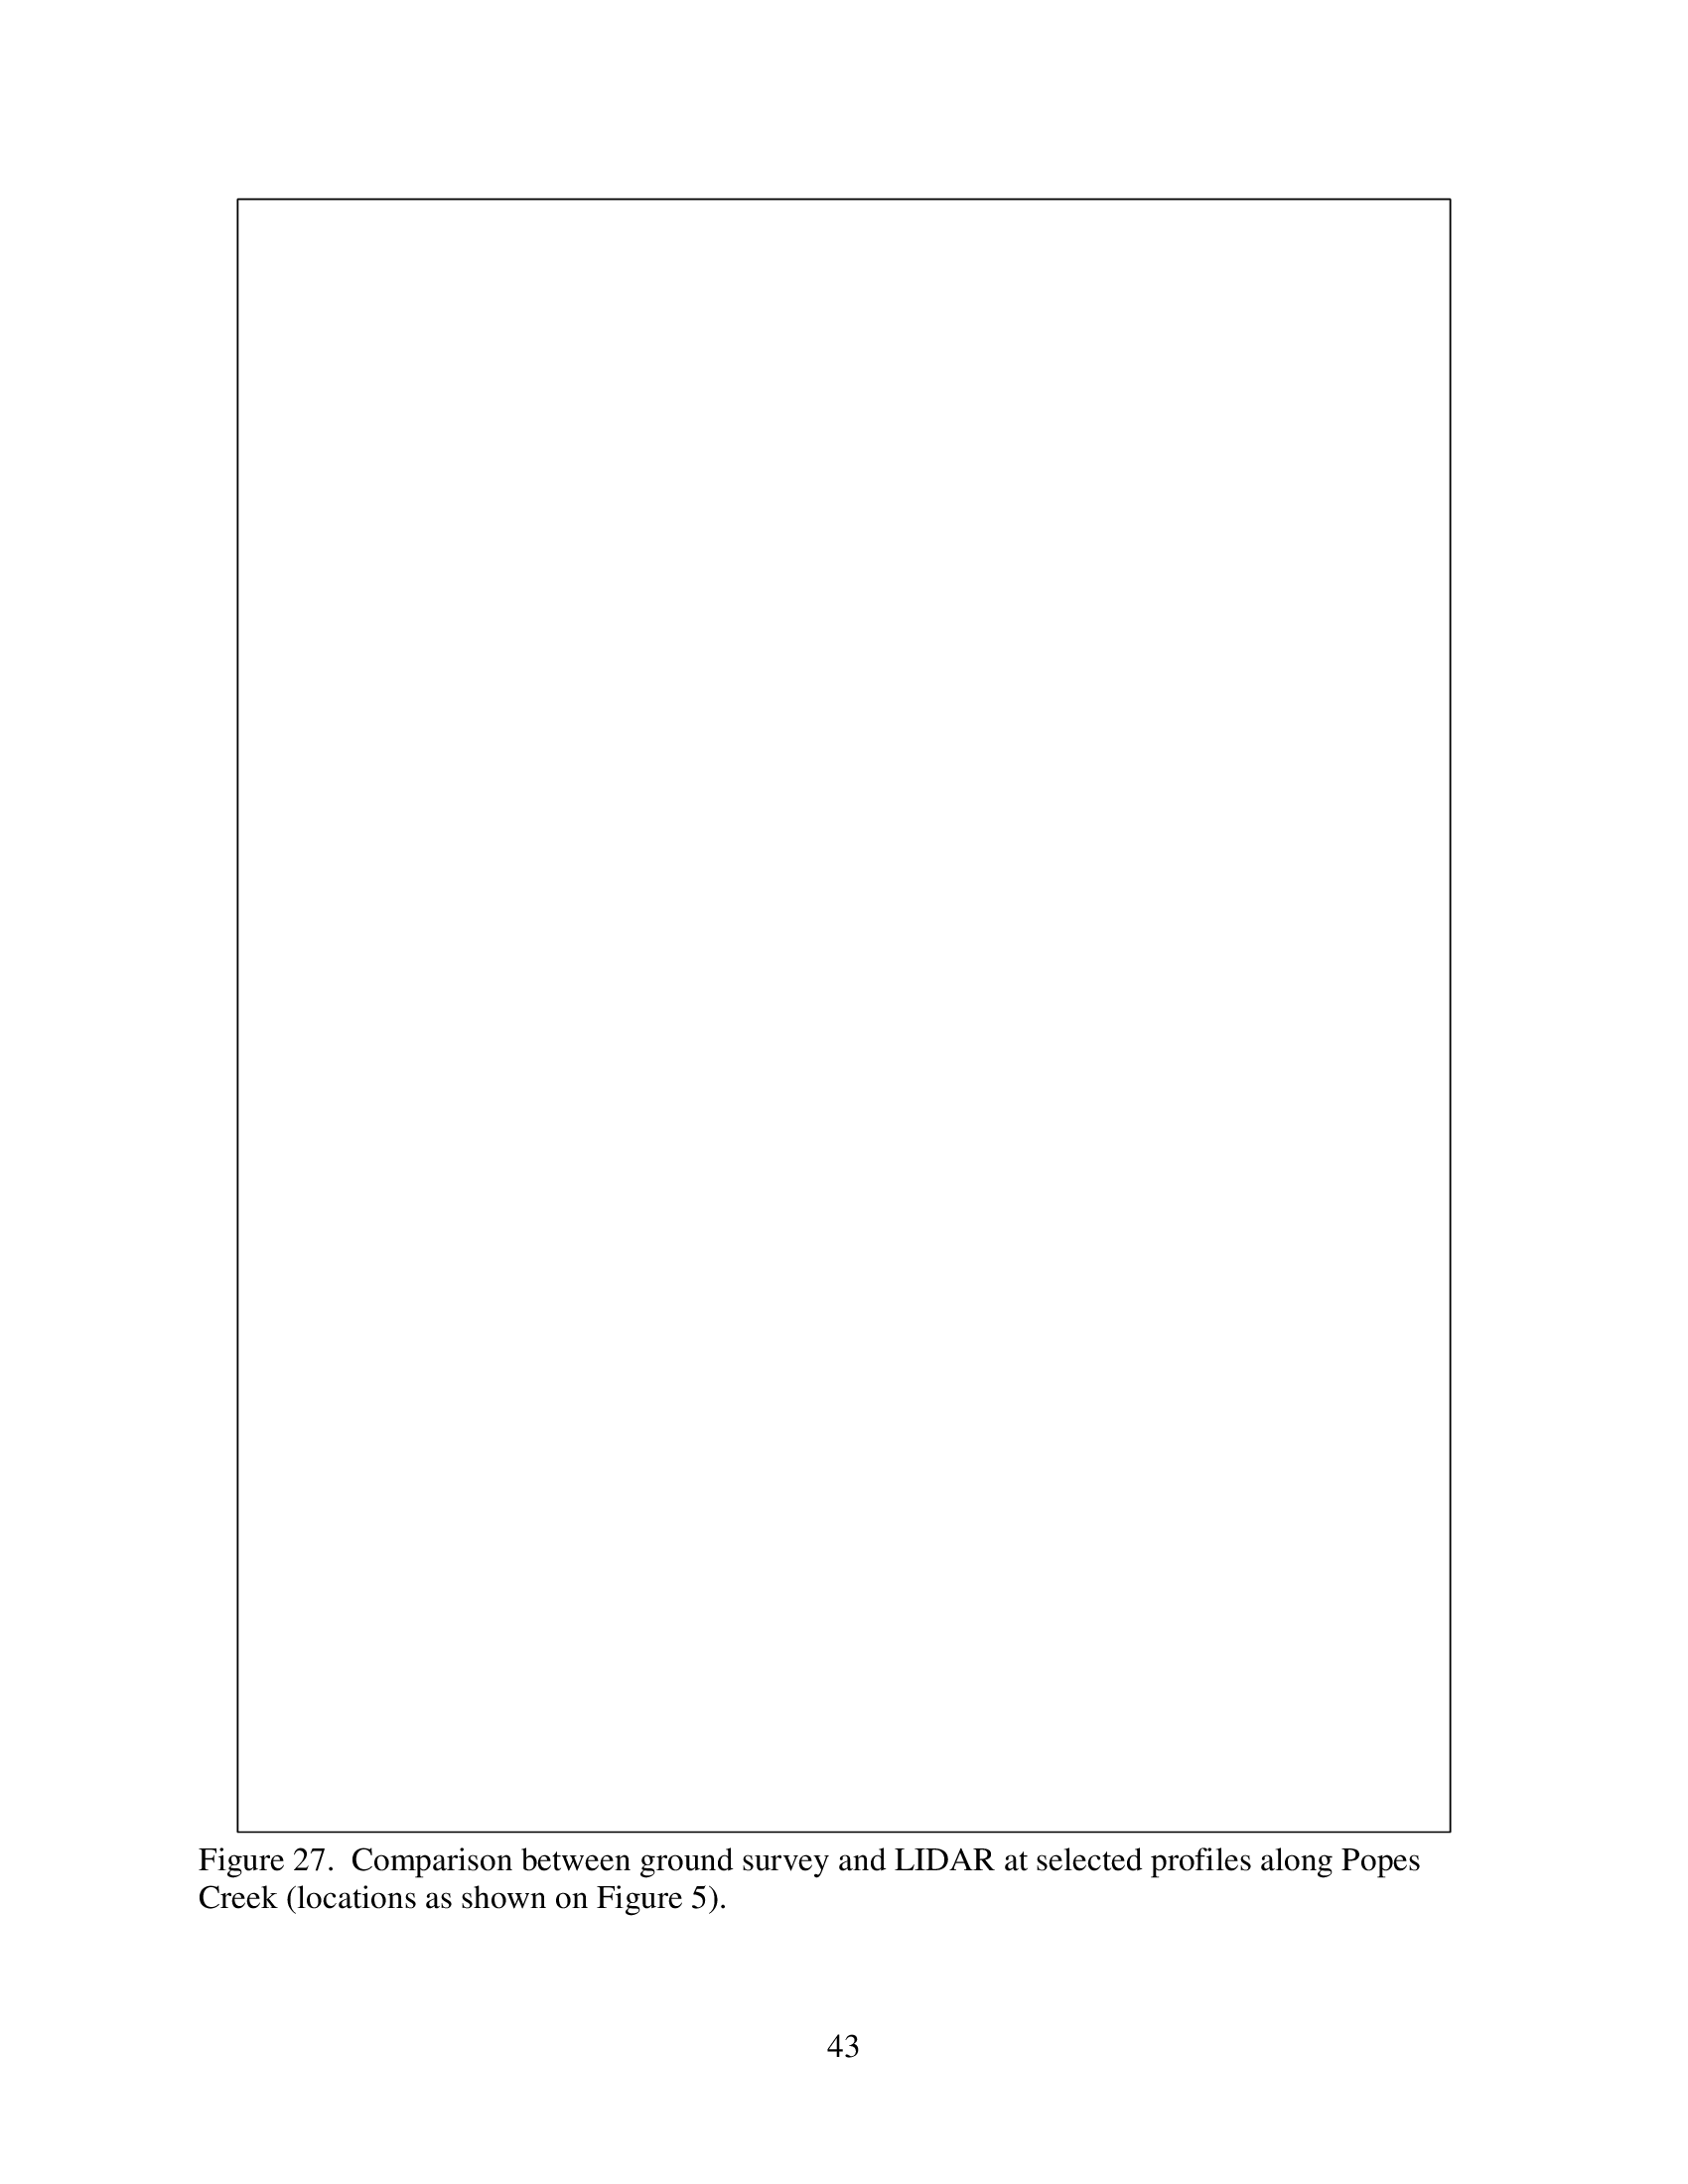 Figure 27.  Comparison between ground survey and LIDAR at selected profiles along Popes
Creek (locations as shown on Figure 5).
43